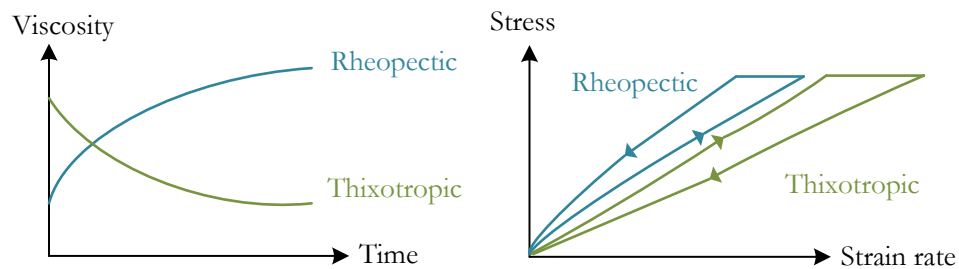 Viscosity
Rheopectic
Thixotropic
Time
Stress
Rheopectic
Thixotropic
Strain rate